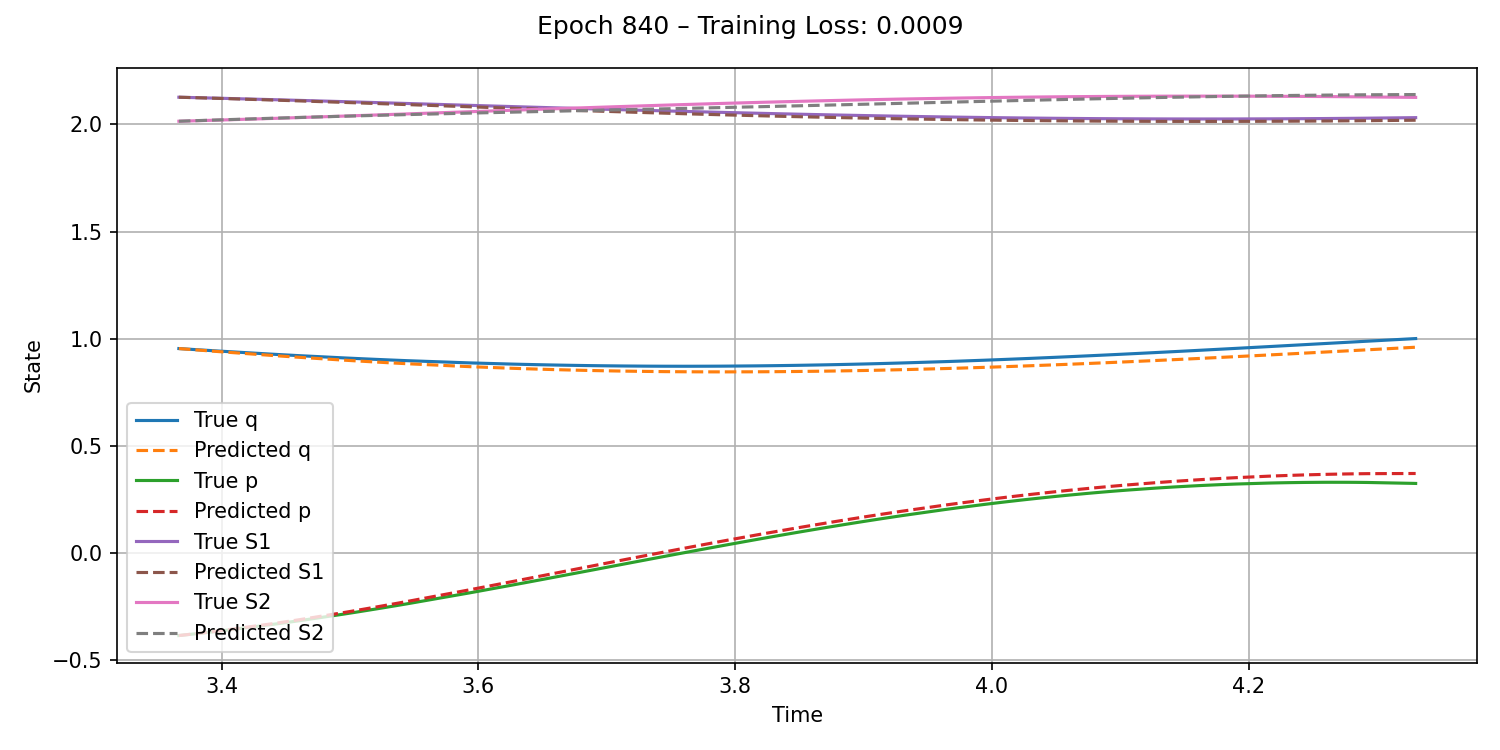 Epoch 840 – Training Loss: 0.0009
2.0
1.5
1.0
0.5
0.0
−0.5
State
True q
Predicted q
True p
Predicted p
True S1
Predicted S1
True S2
Predicted S2
3.4
3.6
3.8
4.0
4.2
Time